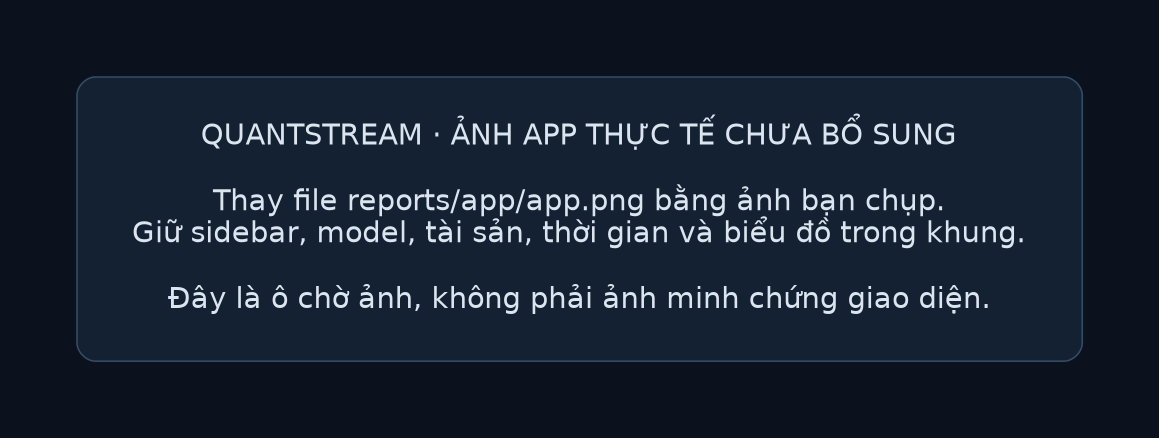 QUANTSTREAM · ẢNH APP THỰC TẾ CHƯA BỔ SUNG
Thay file reports/app/app.png bằng ảnh bạn chụp.
Giữ sidebar, model, tài sản, thời gian và biểu đồ trong khung.
Đây là ô chờ ảnh, không phải ảnh minh chứng giao diện.